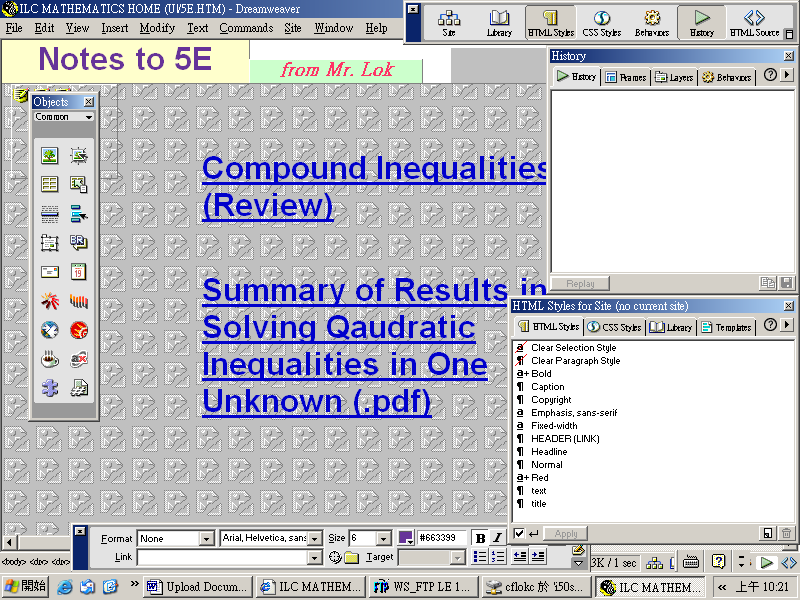 ILC MATHEMATICS HOME (UI/5E.HTM) - Dreamweaver
File Edit View Insert Modify Text Commands Site Window Help
Site Library HTML Styles CSS Styles Behaviors History HTML Source
Notes to 5E
from Mr. Lok
History
History Frames Layers Behaviors
Objects
Common
Compound Inequalities
(Review)
Summary of Results in
Solving Qaudratic
Inequalities in One
Unknown (.pdf)
BR
19
Replay
HTML Styles for Site (no current site)
HTML Styles CSS Styles Library Templates
Clear Selection Style
Clear Paragraph Style
a+ Bold
¶ Caption
¶ Copyright
a Emphasis, sans-serif
a Fixed-width
¶ HEADER (LINK)
¶ Headline
¶ Normal
a+ Red
¶ text
¶ title
Apply
Format None Arial, Helvetica, sans Size 6 #663399 B I
Link Target
<body> <div> <div> 3K / 1 sec
開始 Upload Docum... ILC MATHEM... WS_FTP LE 1... cflokc 於 'i50s... ILC MATHEM... « 上午 10:21